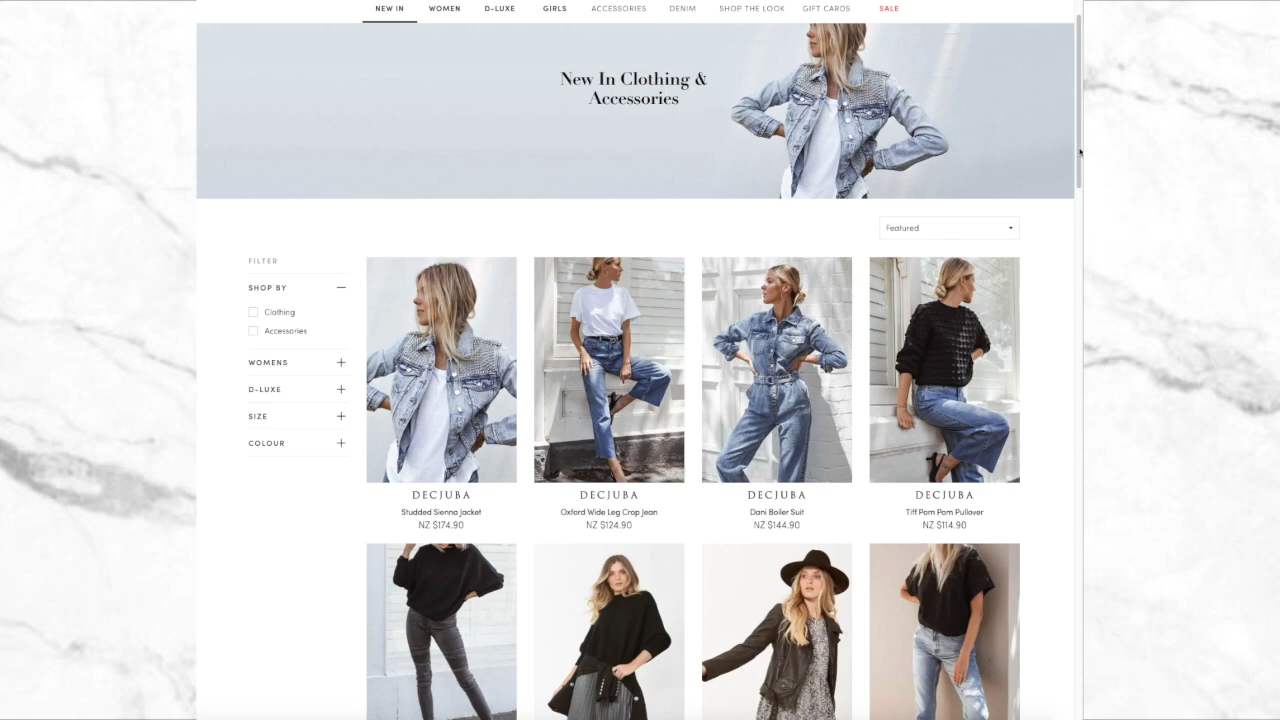 NEW IN WOMEN D-LUXE GIRLS ACCESSORIES DENIM SHOP THE LOOK GIFT CARDS SALE
New In Clothing &
Accessories
Featured
FILTER
SHOP BY
Clothing
Accessories
WOMENS
D-LUXE
SIZE
COLOUR
DECJUBA DECJUBA DECJUBA DECJUBA
Studded Sienna Jacket Oxford Wide Leg Crop Jean Dani Boiler Suit Tiff Pom Pom Pullover
NZ $174.90 NZ $124.90 NZ $144.90 NZ $114.90